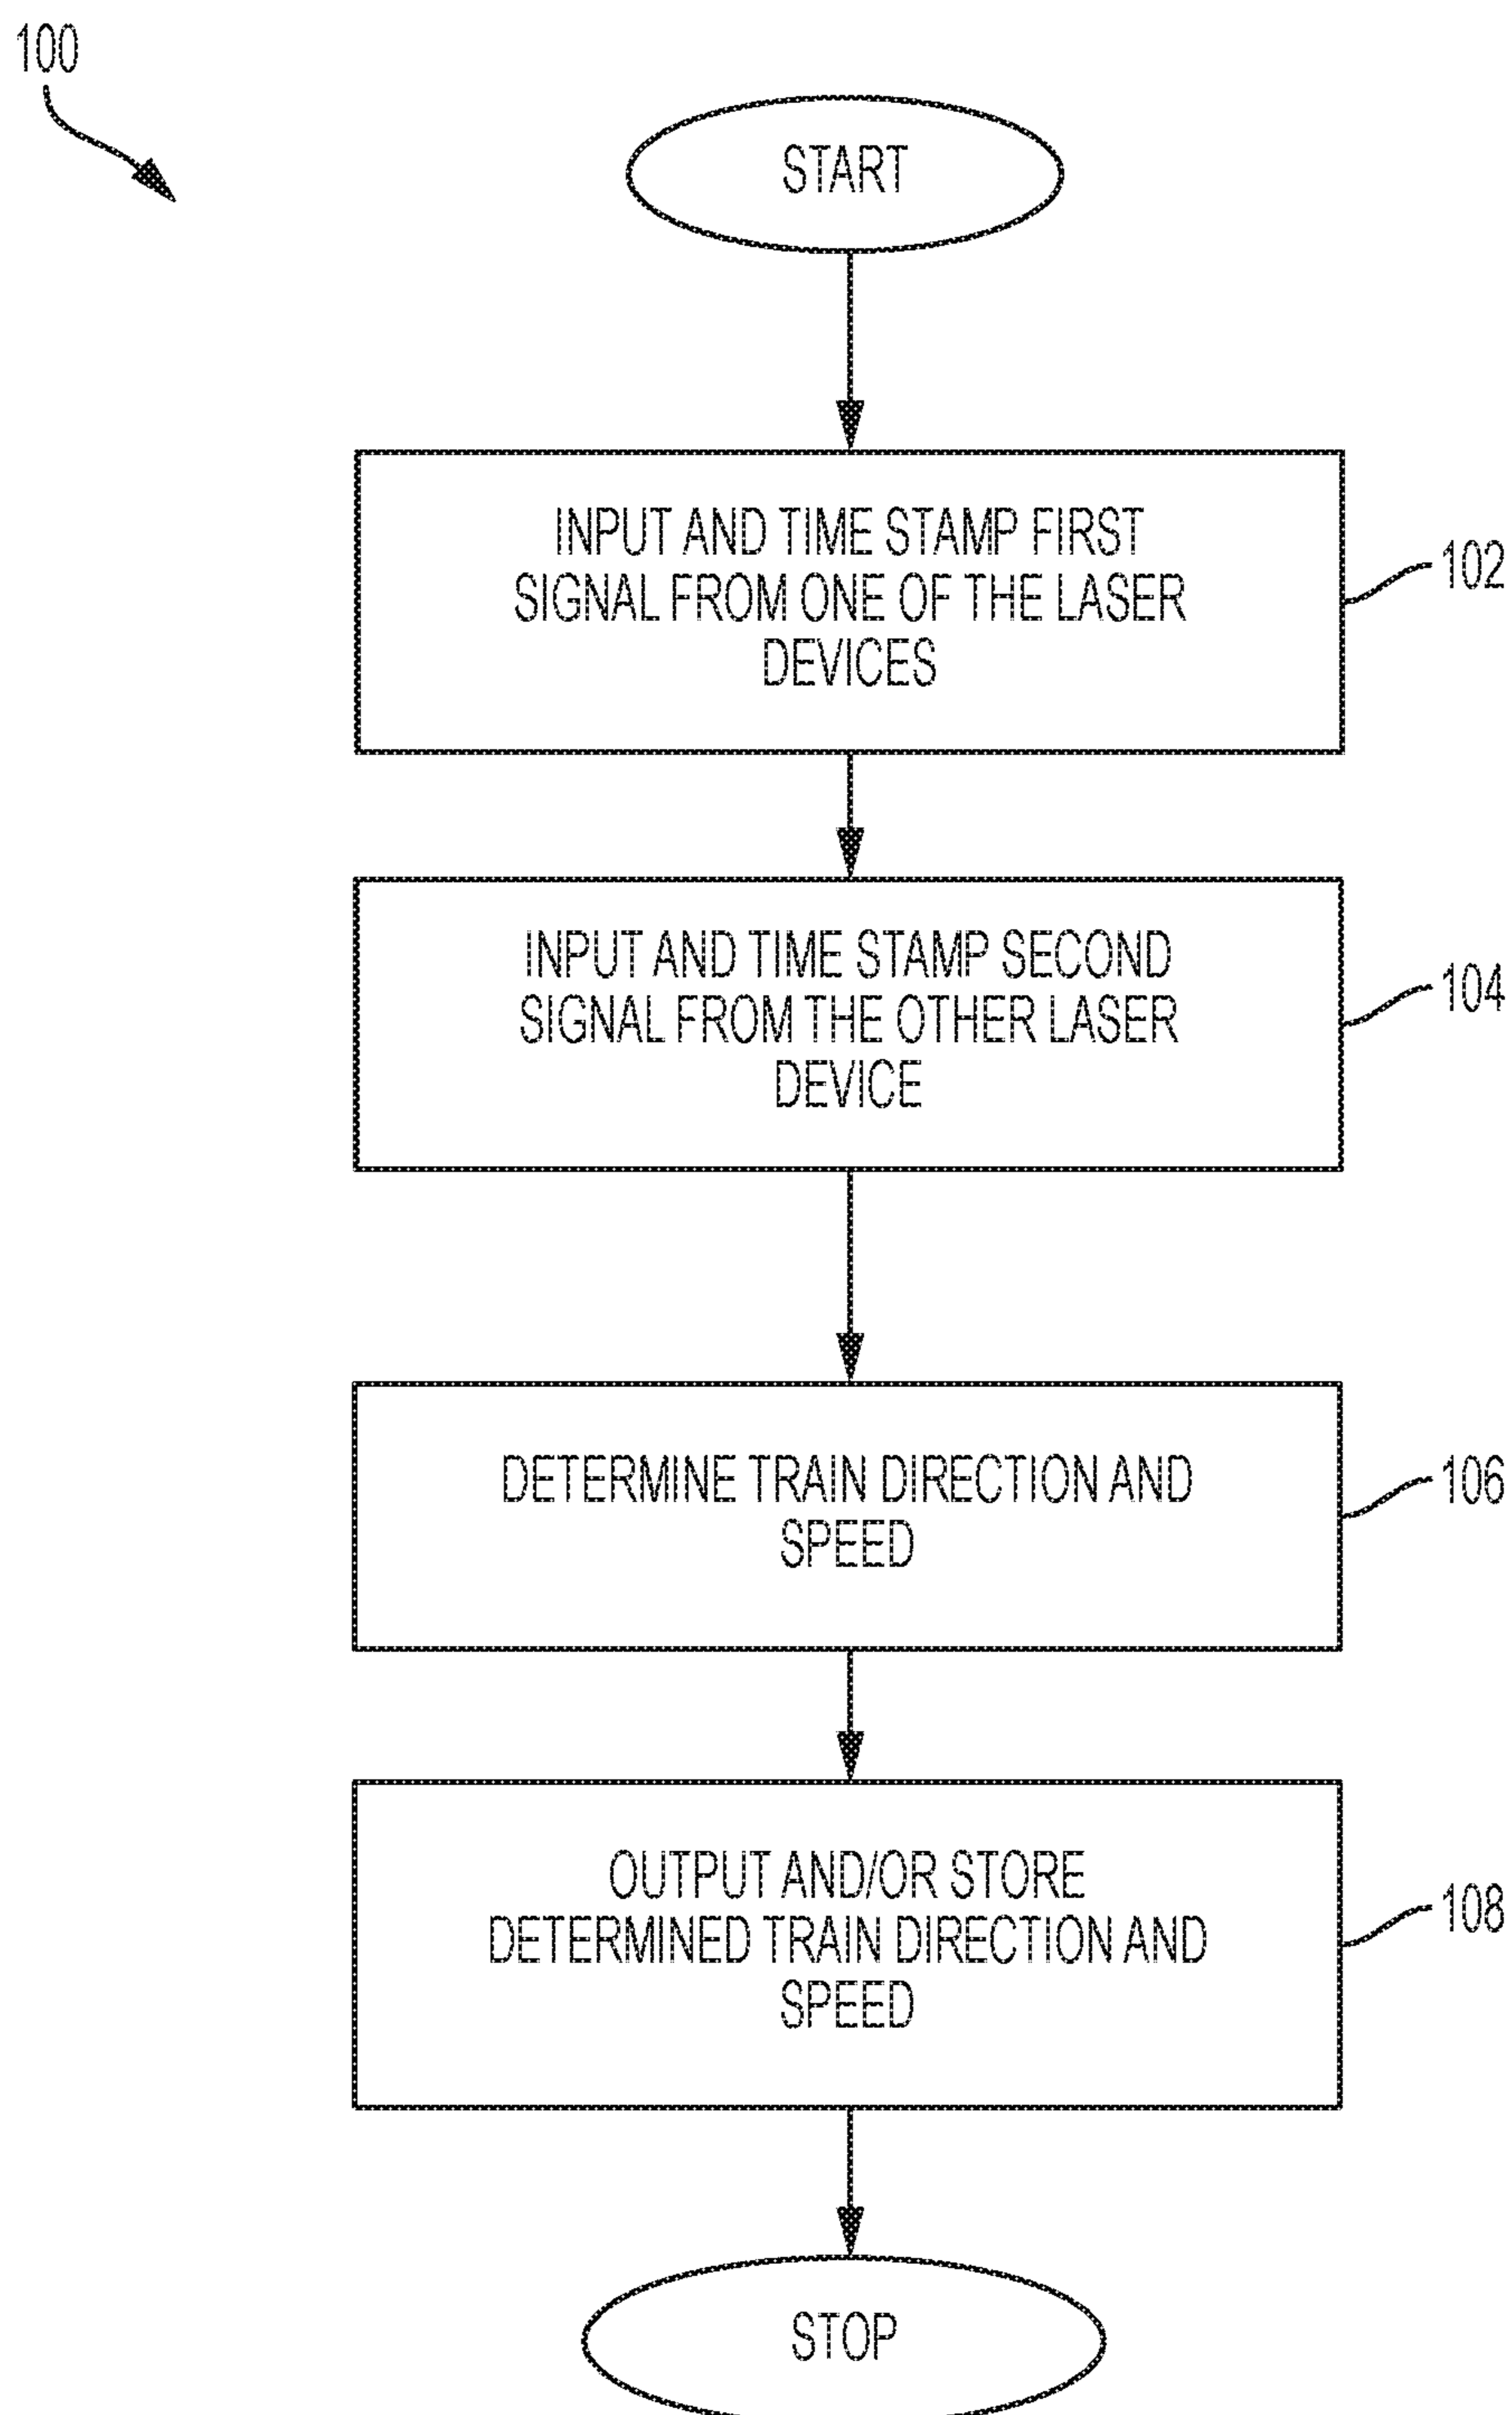 100
START
INPUT AND TIME STAMP FIRST
SIGNAL FROM ONE OF THE LASER
DEVICES
102
INPUT AND TIME STAMP SECOND
SIGNAL FROM THE OTHER LASER
DEVICE
104
DETERMINE TRAIN DIRECTION AND
SPEED
106
OUTPUT AND/OR STORE
DETERMINED TRAIN DIRECTION AND
SPEED
108
STOP